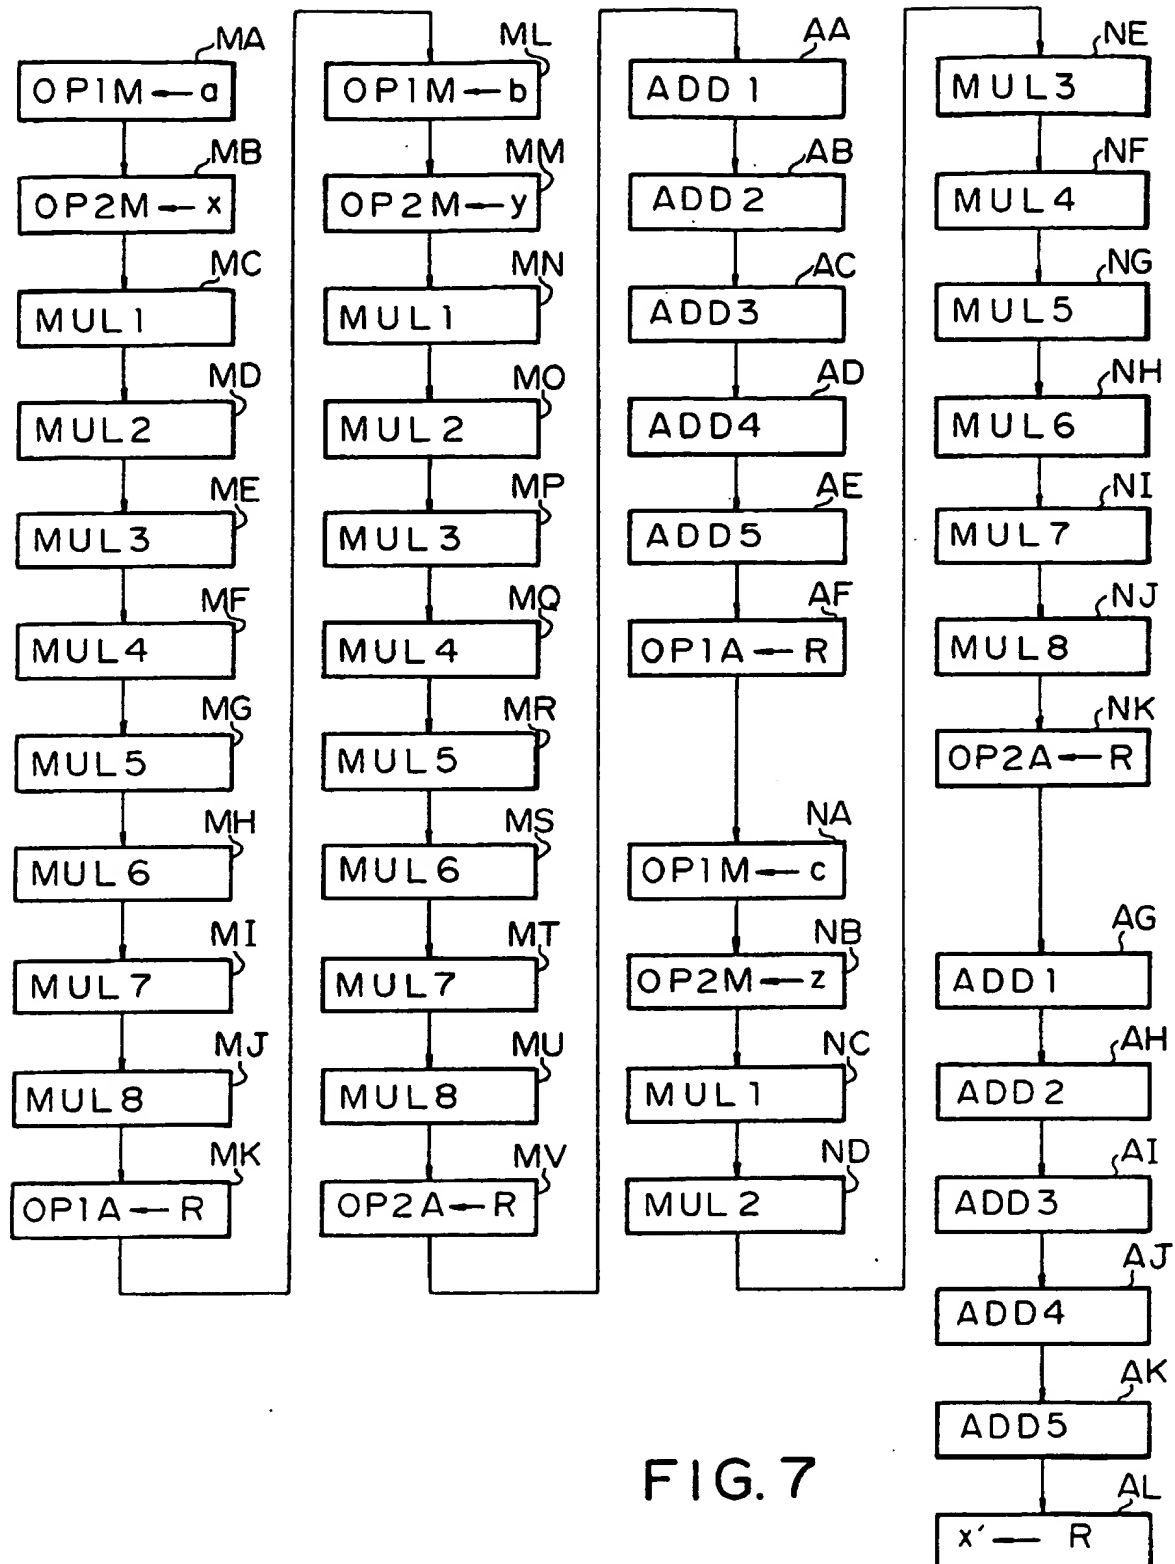 MA
OP1M ← a
MB
OP2M ← x
MC
MUL1
MD
MUL2
ME
MUL3
MF
MUL4
MG
MUL5
MH
MUL6
MI
MUL7
MJ
MUL8
MK
OP1A ← R
ML
OP1M ← b
MM
OP2M ← y
MN
MUL1
MO
MUL2
MP
MUL3
MQ
MUL4
MR
MUL5
MS
MUL6
MT
MUL7
MU
MUL8
MV
OP2A ← R
AA
ADD1
AB
ADD2
AC
ADD3
AD
ADD4
AE
ADD5
AF
OP1A ← R
NA
OP1M ← c
NB
OP2M ← z
NC
MUL1
ND
MUL2
NE
MUL3
NF
MUL4
NG
MUL5
NH
MUL6
NI
MUL7
NJ
MUL8
NK
OP2A ← R
AG
ADD1
AH
ADD2
AI
ADD3
AJ
ADD4
AK
ADD5
AL
x' ← R
FIG. 7